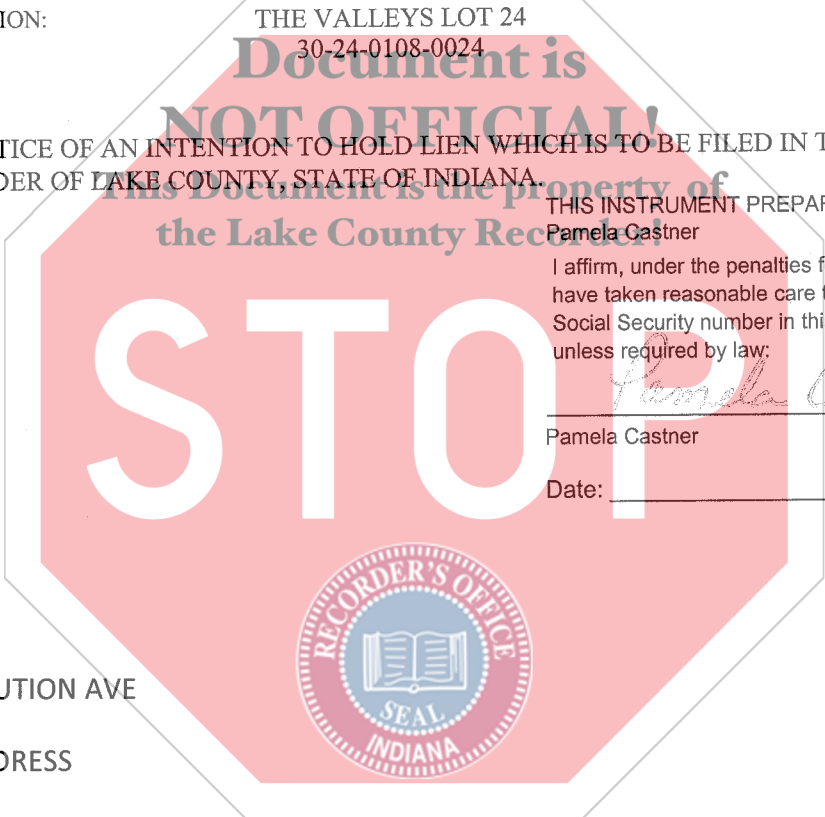 ION:
THE VALLEYS LOT 24
30-24-0108-0024
Document is
NOT OFFICIAL!
TICE OF AN INTENTION TO HOLD LIEN WHICH IS TO BE FILED IN T
DER OF LAKE COUNTY, STATE OF INDIANA.
This Document is the property of
the Lake County Recorder!
THIS INSTRUMENT PREPAR
Pamela Castner
I affirm, under the penalties f
have taken reasonable care t
Social Security number in thi
unless required by law:
Pamela C
Pamela Castner
Date:
STOP
RECORDER'S OFFICE
SEAL
INDIANA
UTION AVE
DRESS